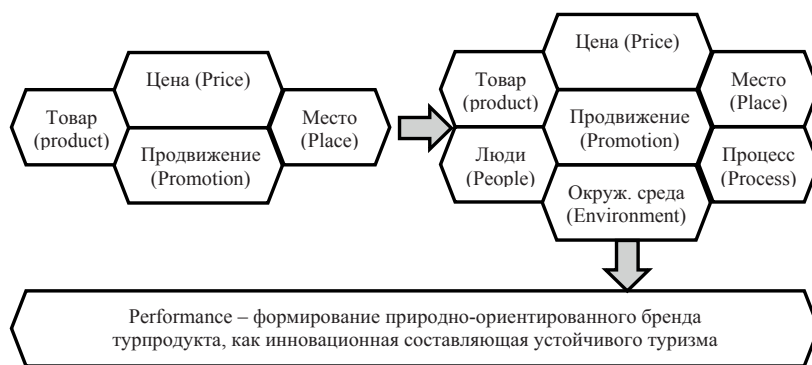 Цена (Price)
Товар
(product)
Место
(Place)
Продвижение
(Promotion)
Цена (Price)
Товар
(product)
Место
(Place)
Продвижение
(Promotion)
Люди
(People)
Процесс
(Process)
Окруж. среда
(Environment)
Performance – формирование природно-ориентированного бренда
турпродукта, как инновационная составляющая устойчивого туризма